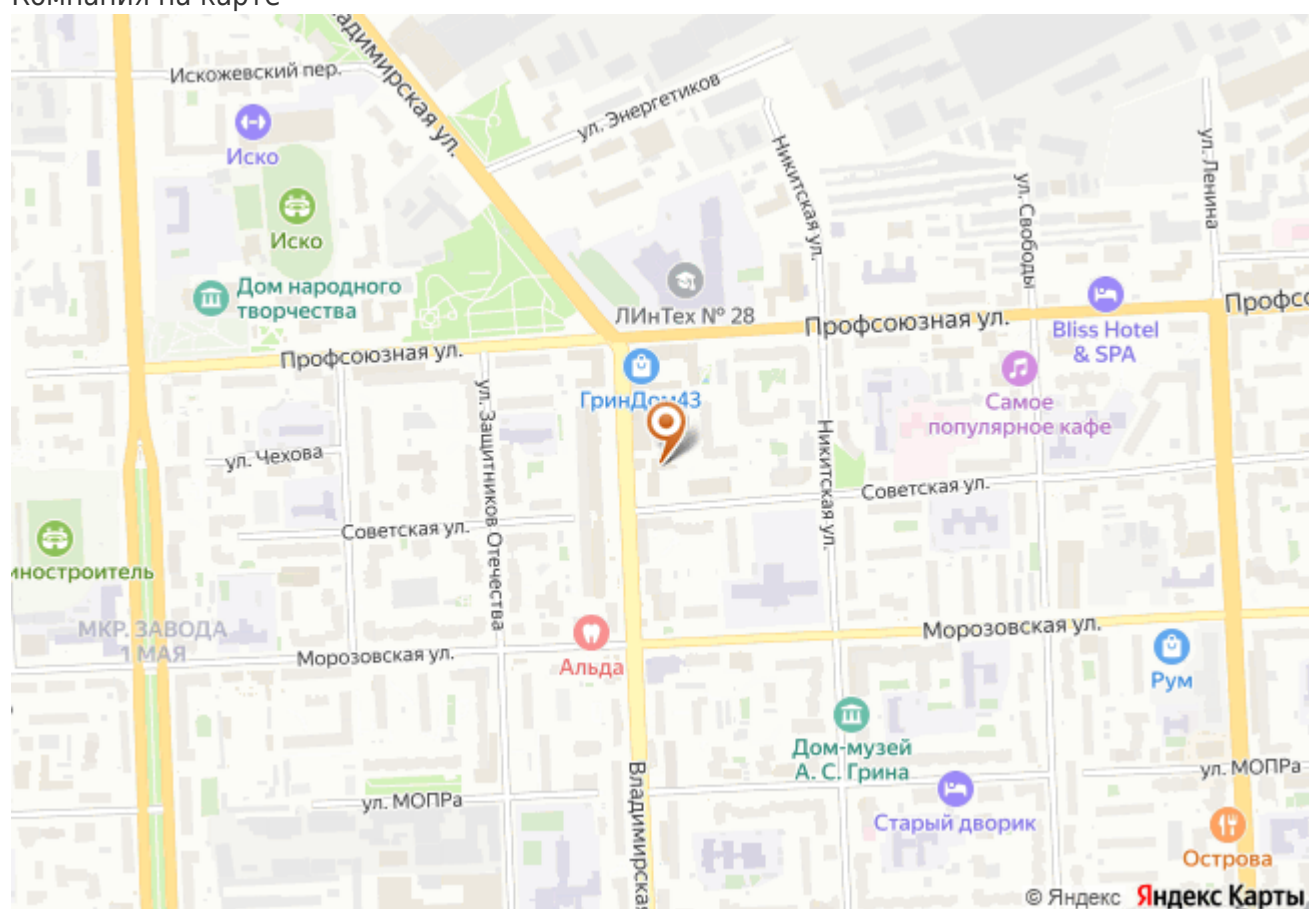 Компания на карте
Владимирская ул.
Искожевский пер.
ул. Энергетиков
Иско
Никитская ул.
ул. Свободы
ул. Ленина
Иско
Дом народного
творчества
ЛИнТех № 28
Профсоюзная ул.
Bliss Hotel
& SPA
Профсо
Профсоюзная ул.
ГринДом43
Самое
популярное кафе
ул. Защитников Отечества
ул. Чехова
Никитская ул.
Советская ул.
Советская ул.
иностроитель
МКР. ЗАВОДА
1 МАЯ
Морозовская ул.
Морозовская ул.
Альда
Рум
Дом-музей
А. С. Грина
ул. МОПРа
ул. МОПРа
Старый дворик
Владимирская
Острова
© Яндекс Яндекс Карты